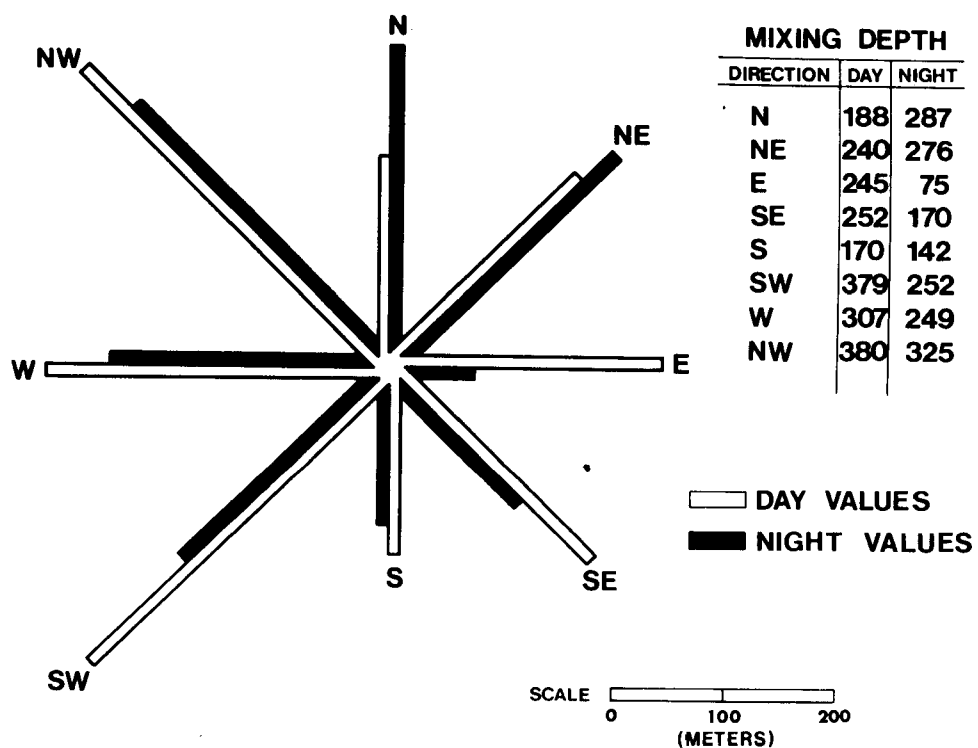 N
NW
NE
W
E
S
SE
SW
MIXING DEPTH
DIRECTION DAY NIGHT
N 188 287
NE 240 276
E 245 75
SE 252 170
S 170 142
SW 379 252
W 307 249
NW 380 325
DAY VALUES
NIGHT VALUES
SCALE
0 100 200
(METERS)